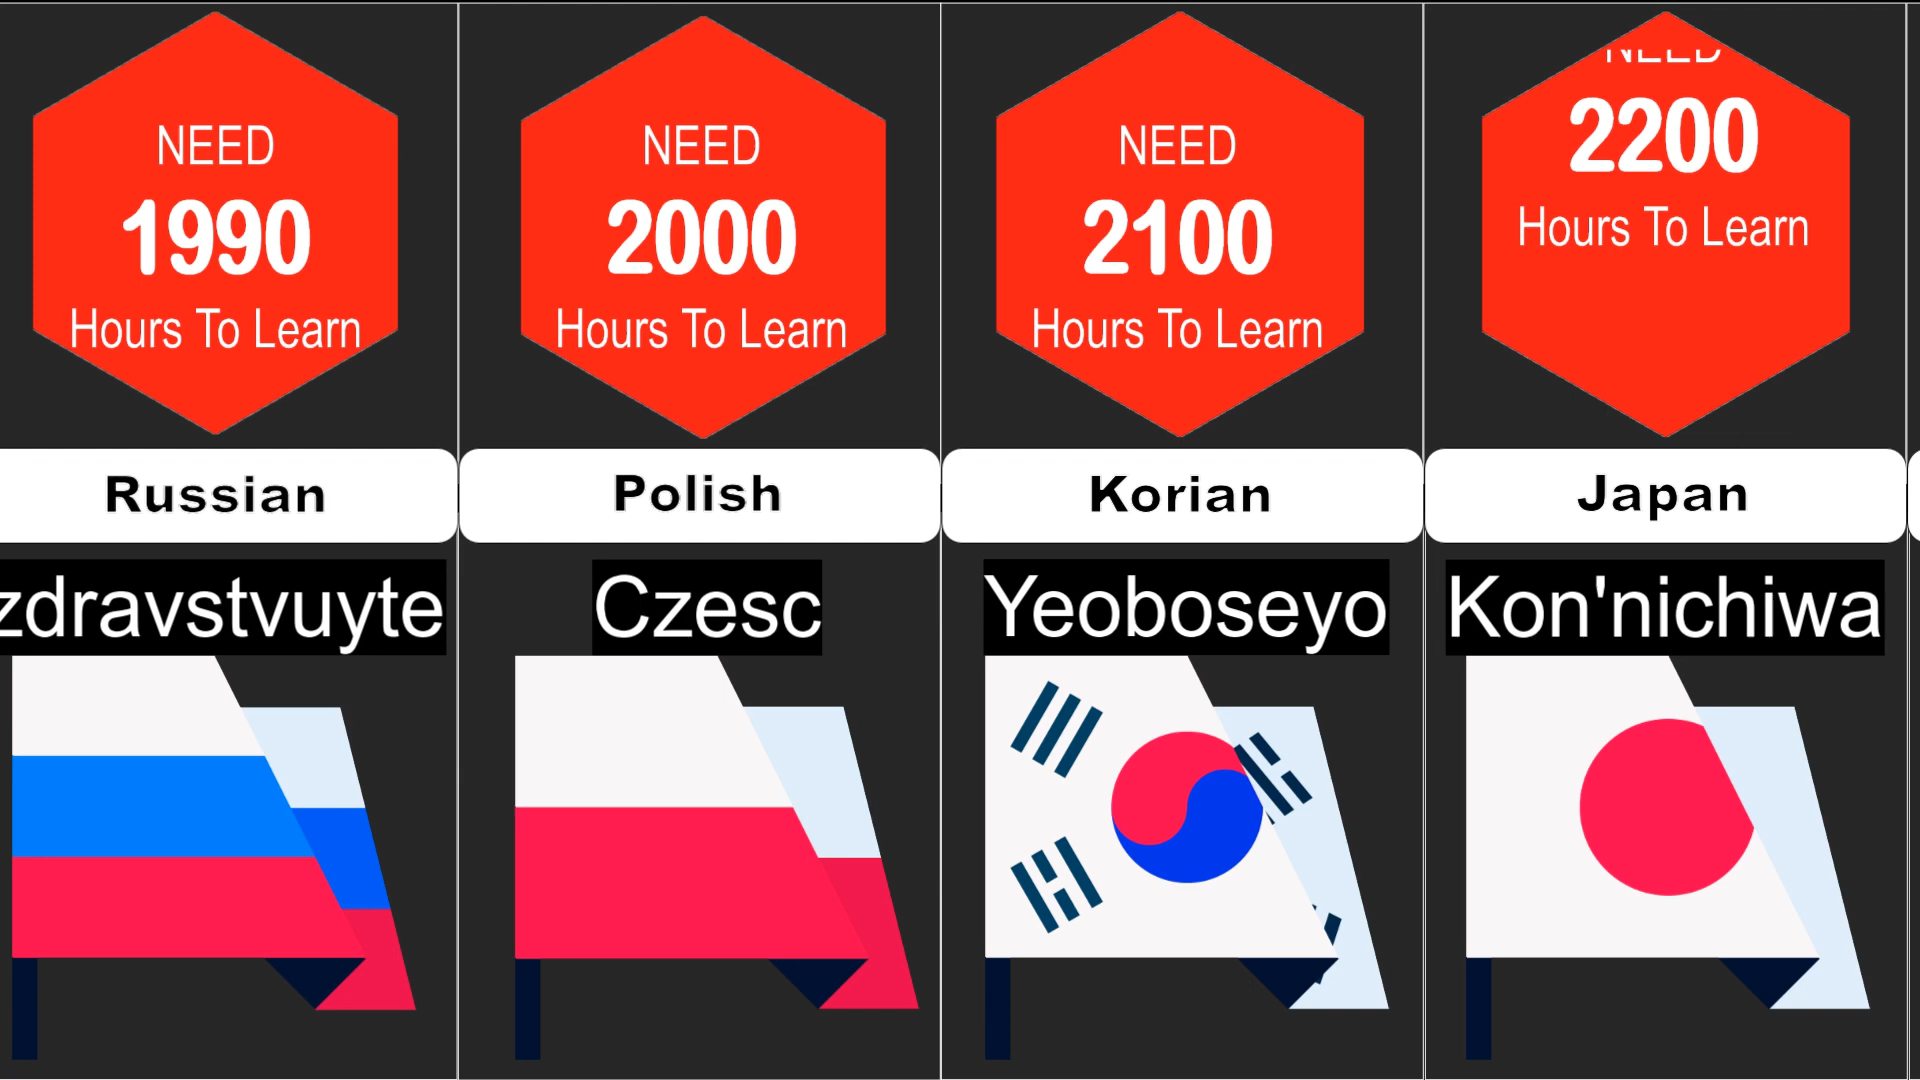 NEED
1990
Hours To Learn
Russian
zdravstvuyte
NEED
2000
Hours To Learn
Polish
Czesc
NEED
2100
Hours To Learn
Korian
Yeoboseyo
NEED
2200
Hours To Learn
Japan
Kon'nichiwa